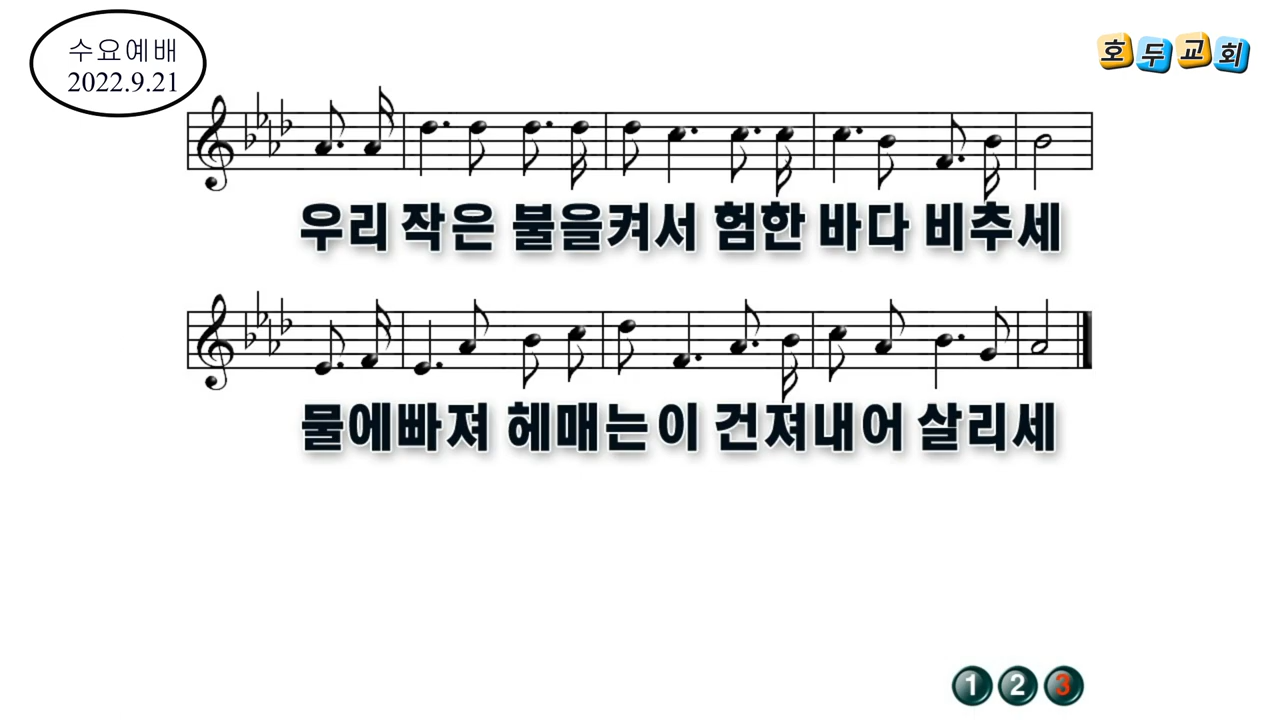 수요예배
2022.9.21
호두교회
우리 작은 불을켜서 험한 바다 비추세
물에빠져 헤매는이 건져내어 살리세
1 2 3